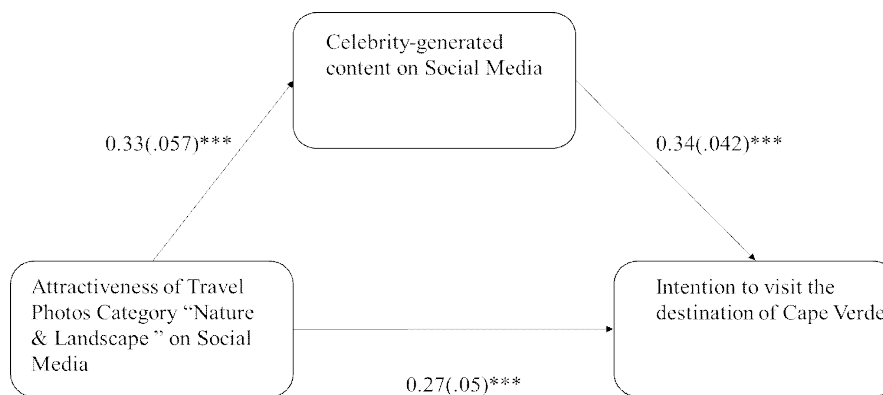 Celebrity-generated
content on Social Media
0.33(.057)***
0.34(.042)***
Attractiveness of Travel
Photos Category “Nature
& Landscape ” on Social
Media
Intention to visit the
destination of Cape Verde
0.27(.05)***